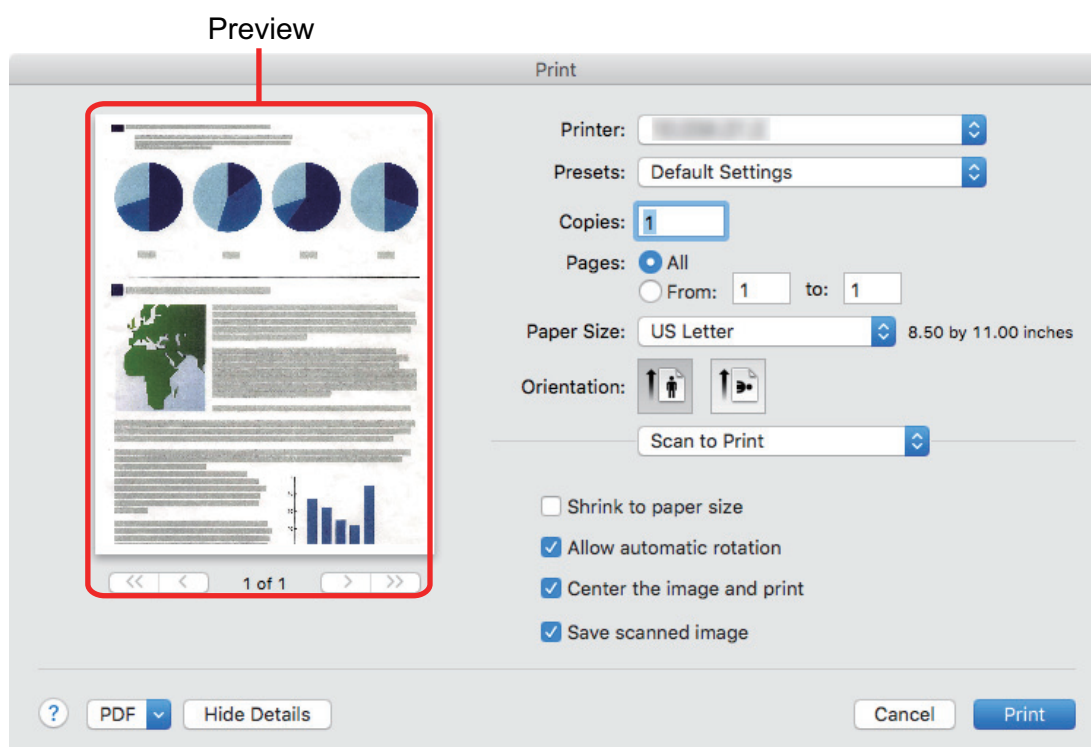 Preview
Print
Printer:
Presets: Default Settings
Copies: 1
Pages: All
From: 1 to: 1
Paper Size: US Letter 8.50 by 11.00 inches
Orientation:
Scan to Print
Shrink to paper size
Allow automatic rotation
Center the image and print
Save scanned image
<< < 1 of 1 > >>
? PDF Hide Details Cancel Print